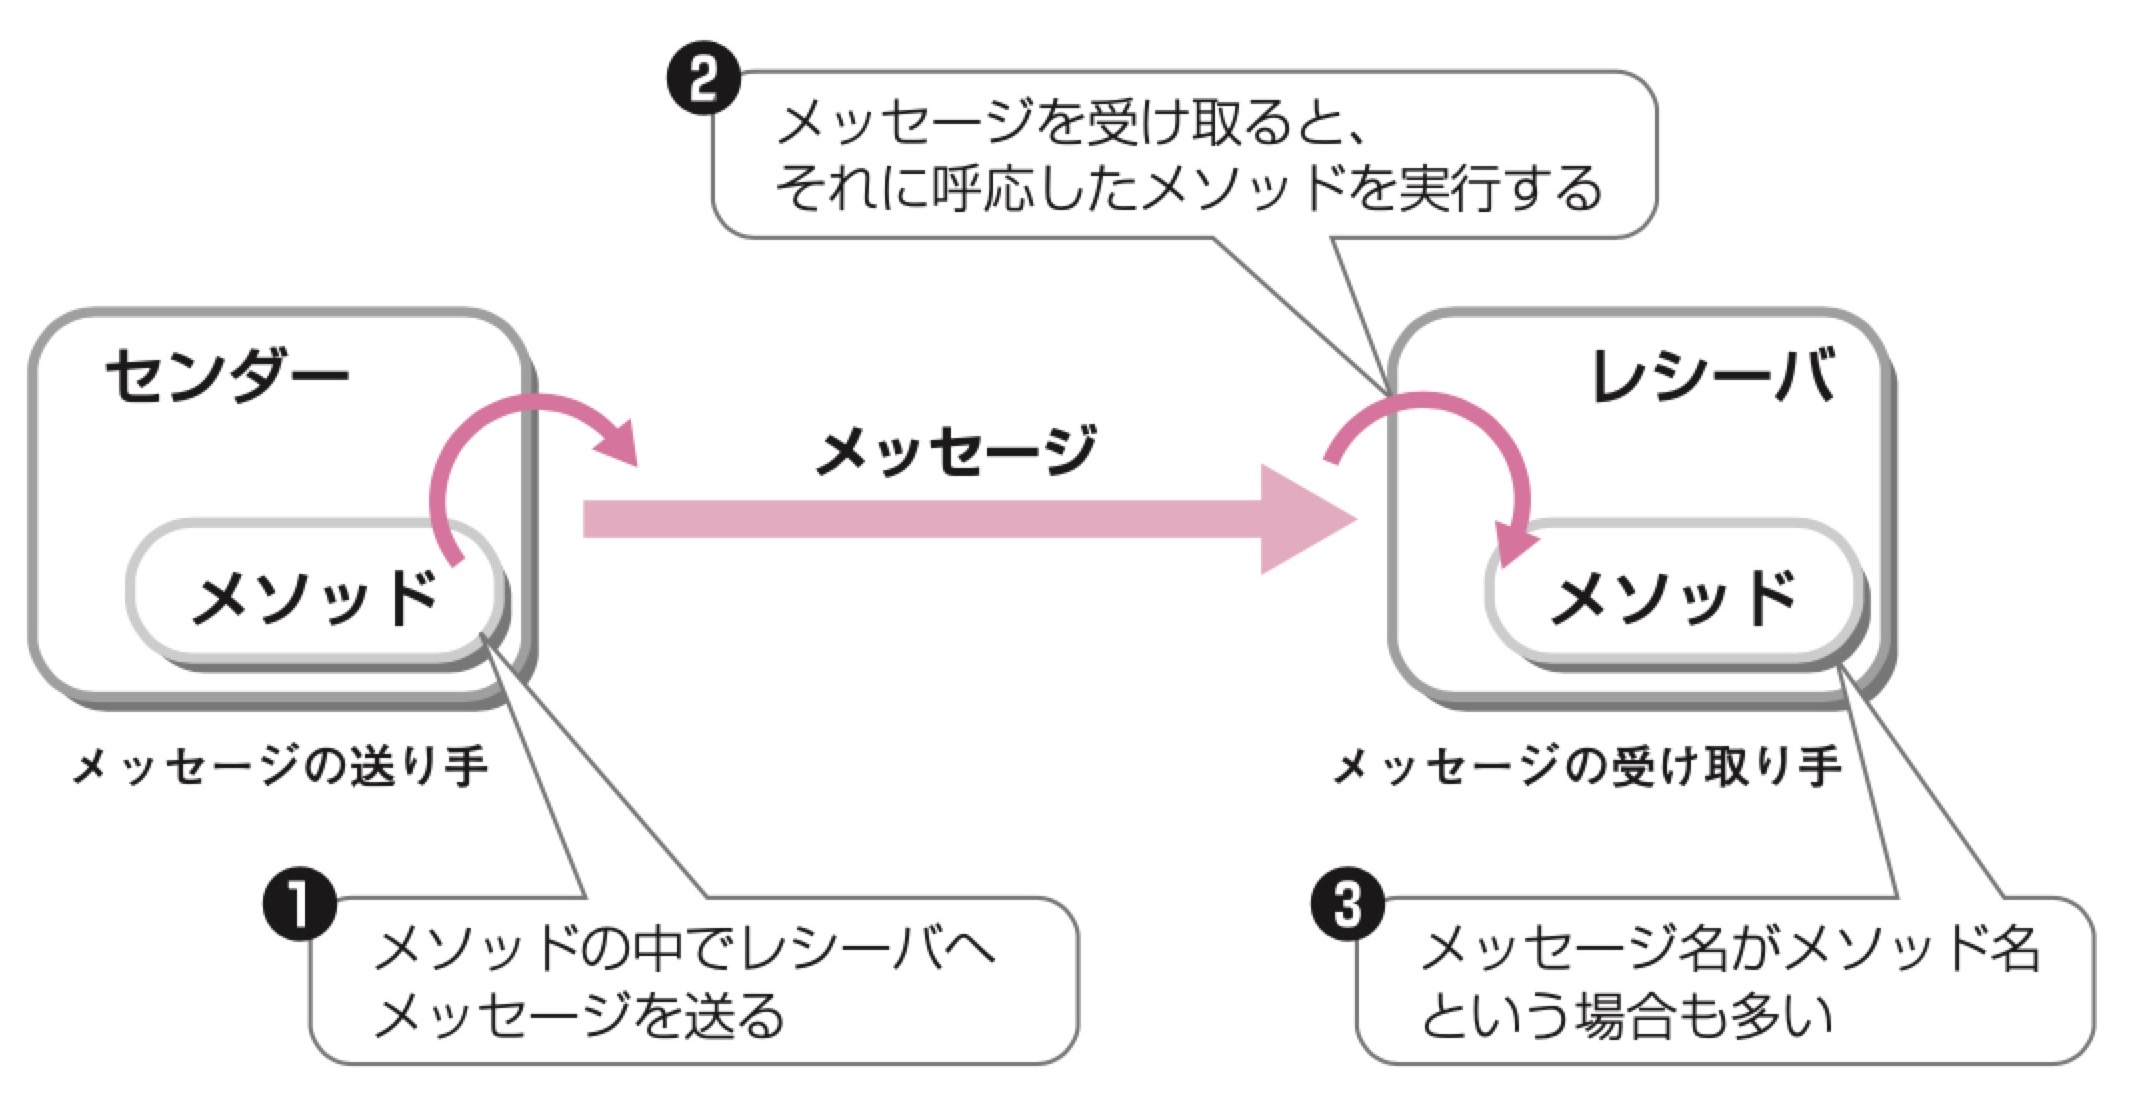 2
メッセージを受け取ると、
それに呼応したメソッドを実行する
センダー
メソッド
メッセージの送り手
メッセージ
レシーバ
メソッド
メッセージの受け取り手
1
メソッドの中でレシーバへ
メッセージを送る
3
メッセージ名がメソッド名
という場合も多い